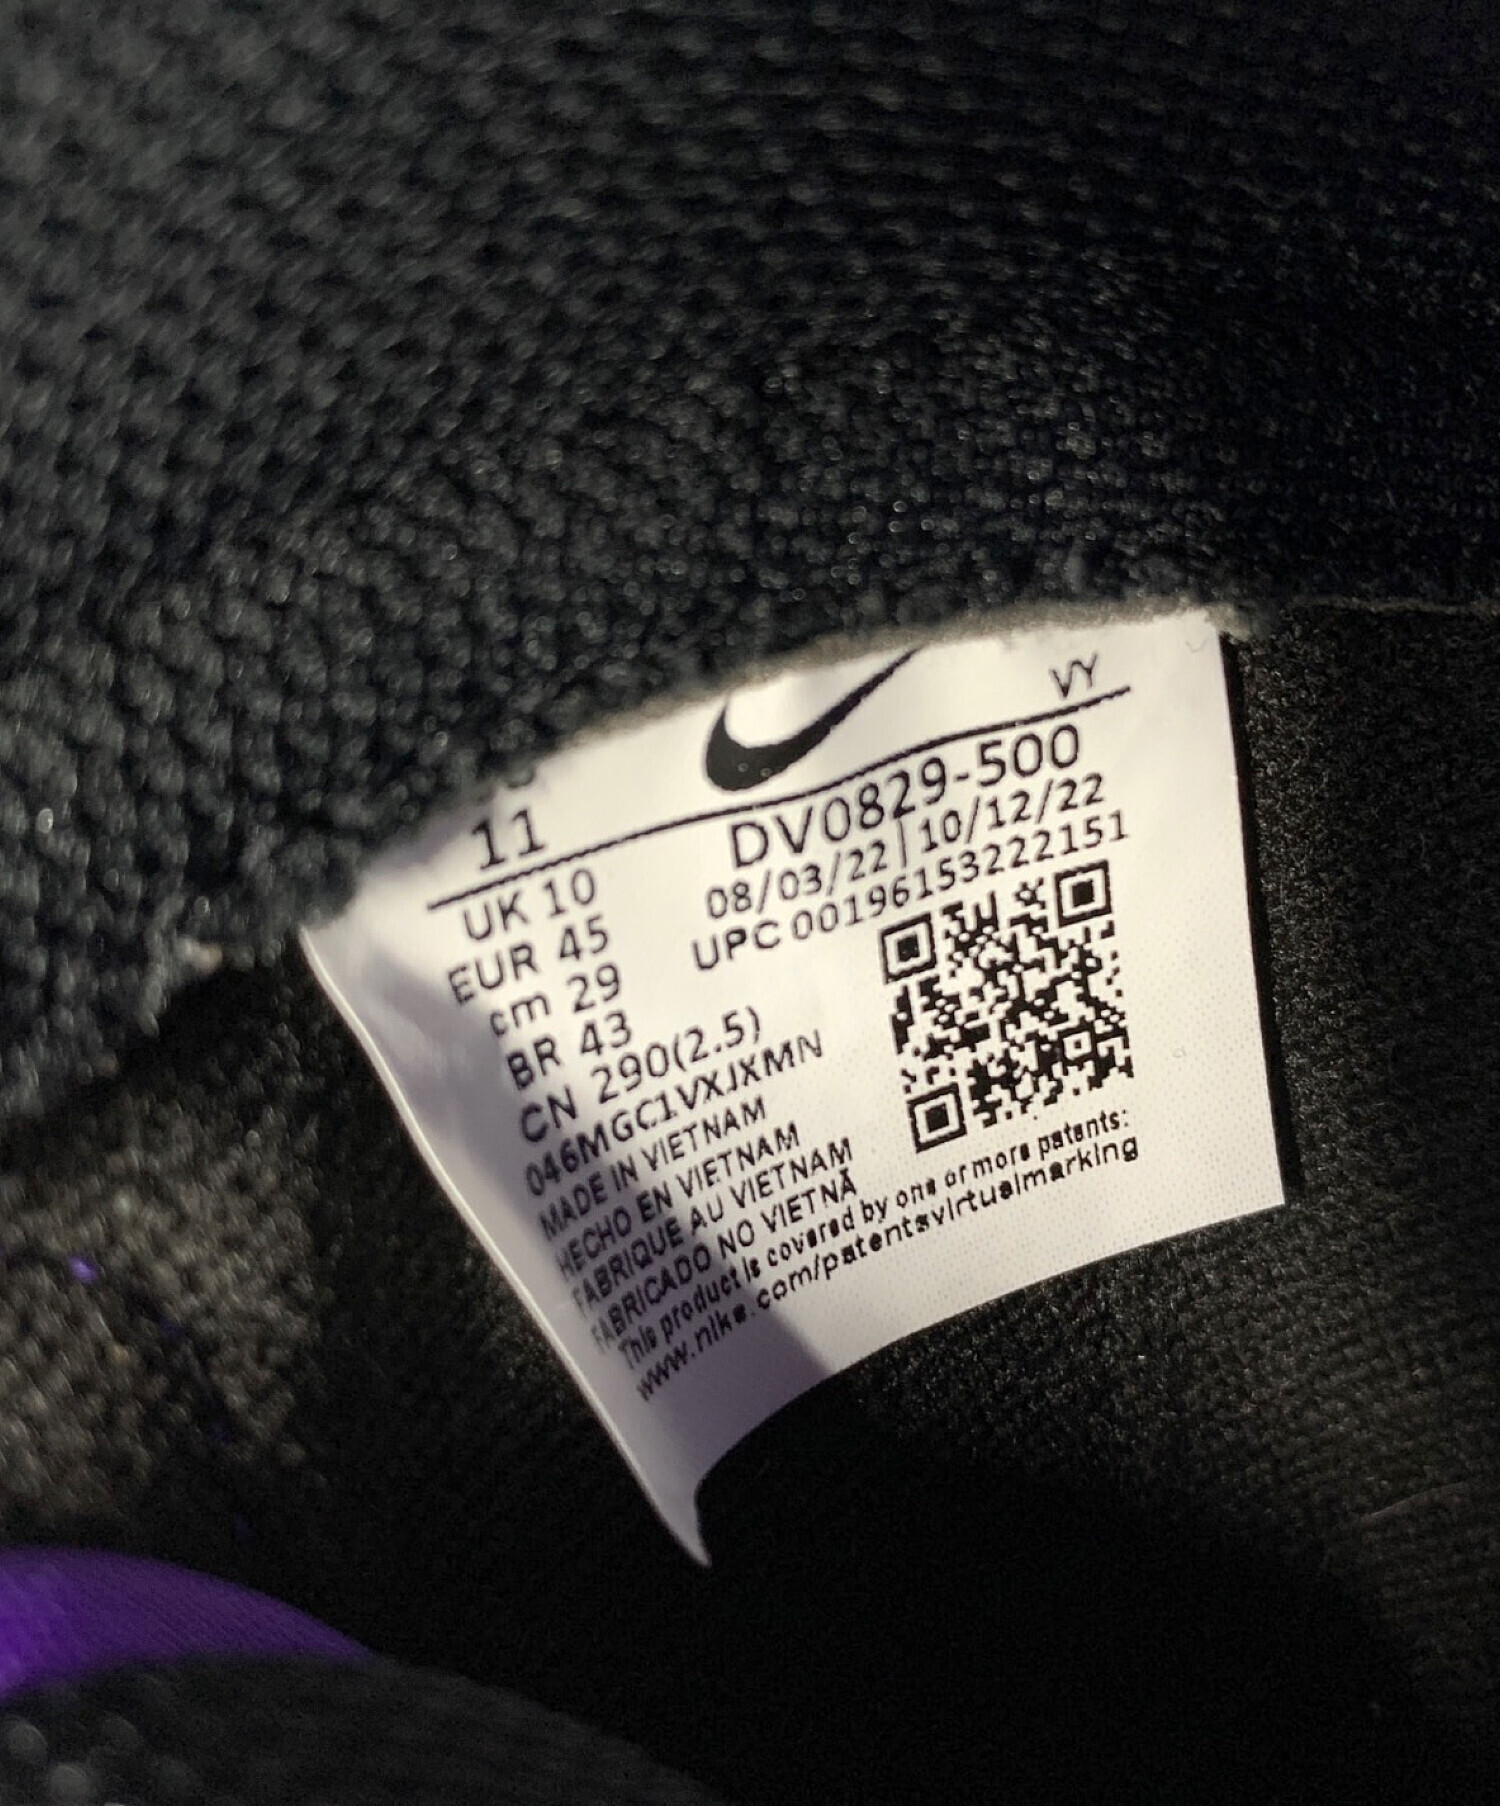 VY
11
DV0829-500
UK 10
08/03/22 | 10/12/22
EUR 45
UPC 00196153222151
cm 29
BR 43
CN 290(2.5)
046MGC1VXJXMN
MADE IN VIETNAM
HECHO EN VIETNAM
FABRIQUE AU VIETNAM
FABRICADO NO VIETNÃ
This product is covered by one or more patents:
www.nike.com/patentsvirtualmarking